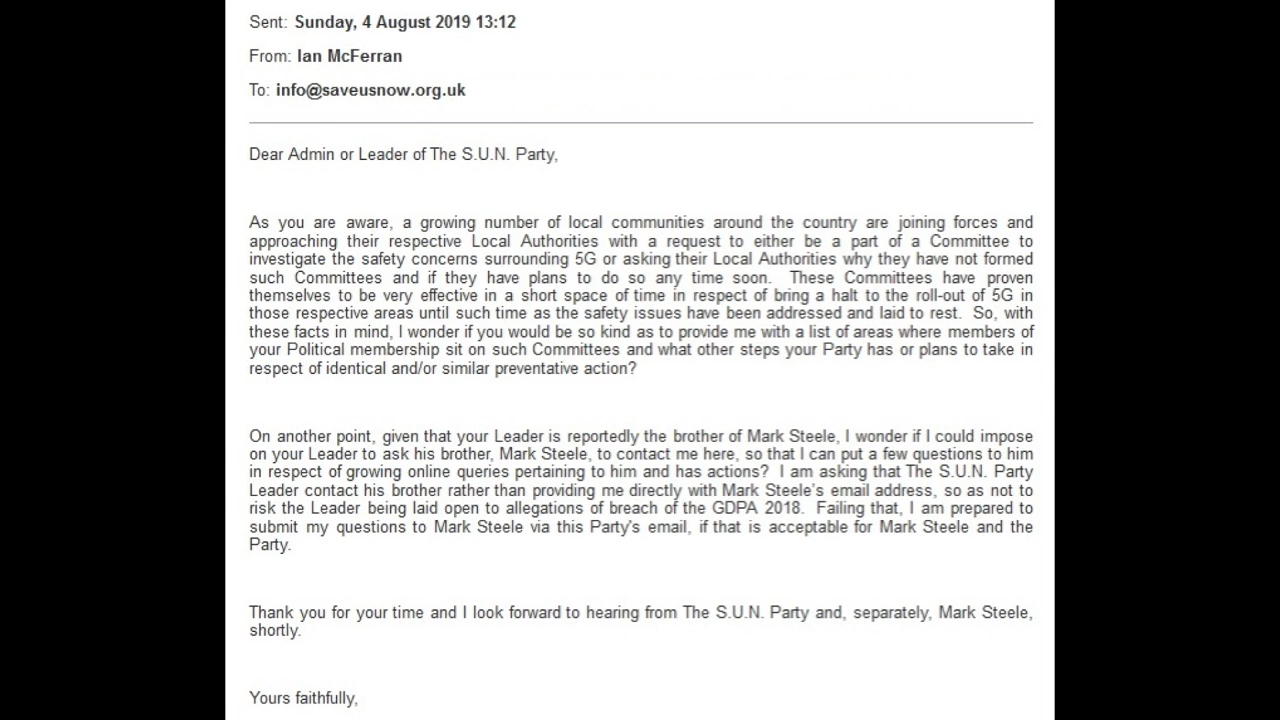 Sent: Sunday, 4 August 2019 13:12
From: Ian McFerran
To: info@saveusnow.org.uk
Dear Admin or Leader of The S.U.N. Party,
As you are aware, a growing number of local communities around the country are joining forces and
approaching their respective Local Authorities with a request to either be a part of a Committee to
investigate the safety concerns surrounding 5G or asking their Local Authorities why they have not formed
such Committees and if they have plans to do so any time soon. These Committees have proven
themselves to be very effective in a short space of time in respect of bring a halt to the roll-out of 5G in
those respective areas until such time as the safety issues have been addressed and laid to rest. So, with
these facts in mind, I wonder if you would be so kind as to provide me with a list of areas where members of
your Political membership sit on such Committees and what other steps your Party has or plans to take in
respect of identical and/or similar preventative action?
On another point, given that your Leader is reportedly the brother of Mark Steele, I wonder if I could impose
on your Leader to ask his brother, Mark Steele, to contact me here, so that I can put a few questions to him
in respect of growing online queries pertaining to him and has actions? I am asking that The S.U.N. Party
Leader contact his brother rather than providing me directly with Mark Steele's email address, so as not to
risk the Leader being laid open to allegations of breach of the GDPA 2018. Failing that, I am prepared to
submit my questions to Mark Steele via this Party's email, if that is acceptable for Mark Steele and the
Party.
Thank you for your time and I look forward to hearing from The S.U.N. Party and, separately, Mark Steele,
shortly.
Yours faithfully,